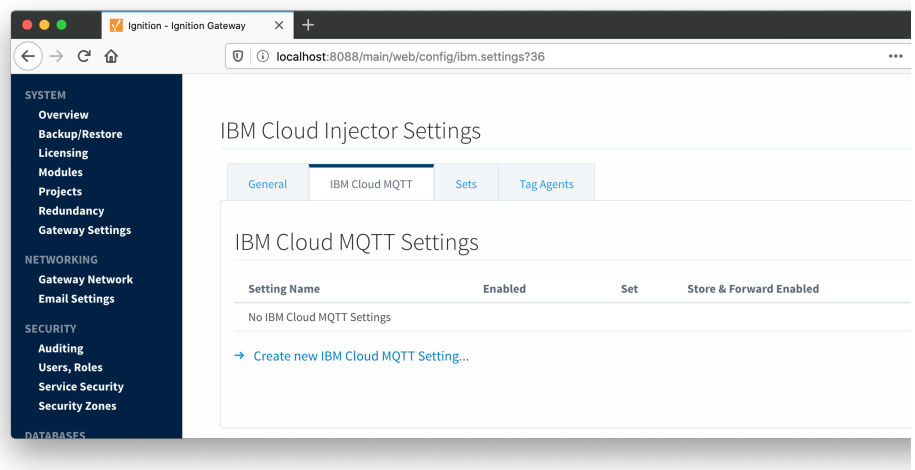 Ignition - Ignition Gateway
localhost:8088/main/web/config/ibm.settings?36
SYSTEM
Overview
Backup/Restore
Licensing
Modules
Projects
Redundancy
Gateway Settings
NETWORKING
Gateway Network
Email Settings
SECURITY
Auditing
Users, Roles
Service Security
Security Zones
DATABASES
IBM Cloud Injector Settings
General IBM Cloud MQTT Sets Tag Agents
IBM Cloud MQTT Settings
Setting Name Enabled Set Store & Forward Enabled
No IBM Cloud MQTT Settings
→ Create new IBM Cloud MQTT Setting...